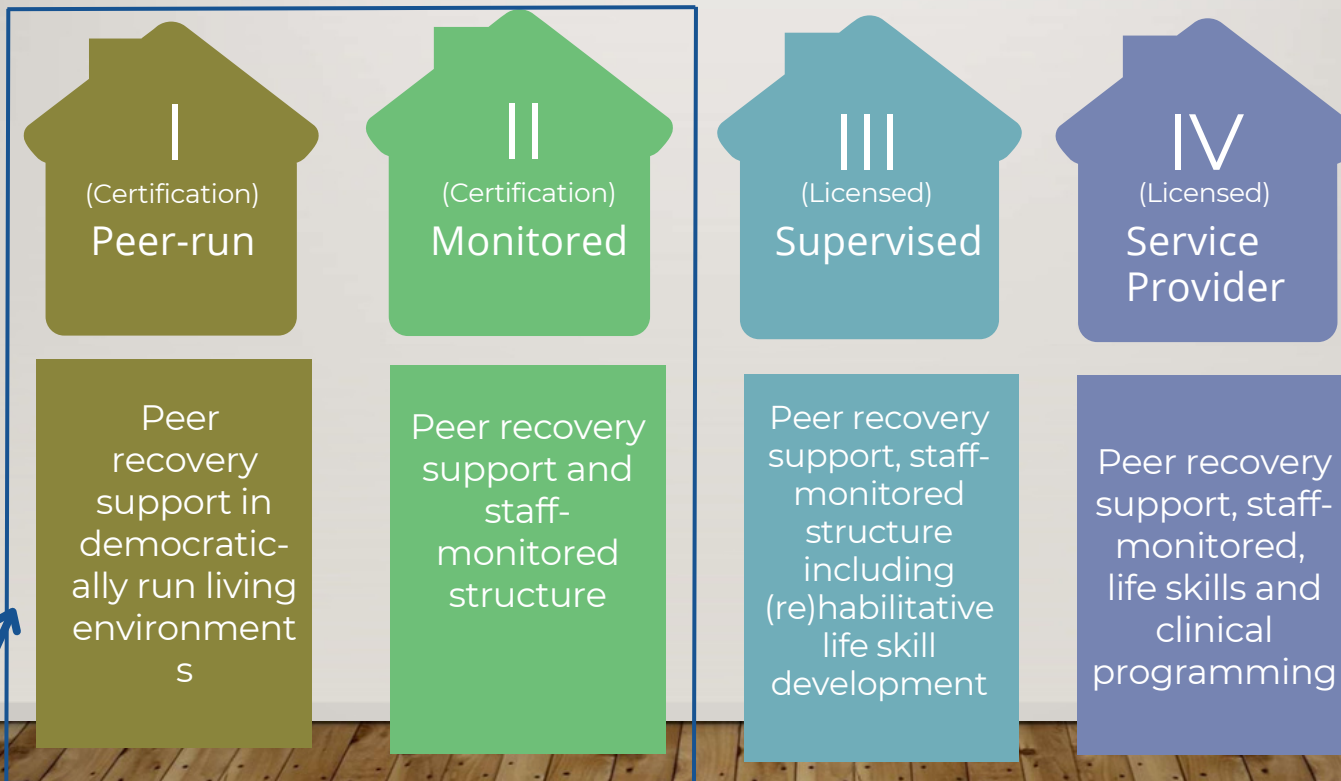 I
(Certification)
Peer-run
II
(Certification)
Monitored
III
(Licensed)
Supervised
IV
(Licensed)
Service
Provider
Peer
recovery
support in
democratic-
ally run living
environment
s
Peer recovery
support and
staff-
monitored
structure
Peer recovery
support, staff-
monitored
structure
including
(re)habilitative
life skill
development
Peer recovery
support, staff-
monitored,
life skills and
clinical
programming